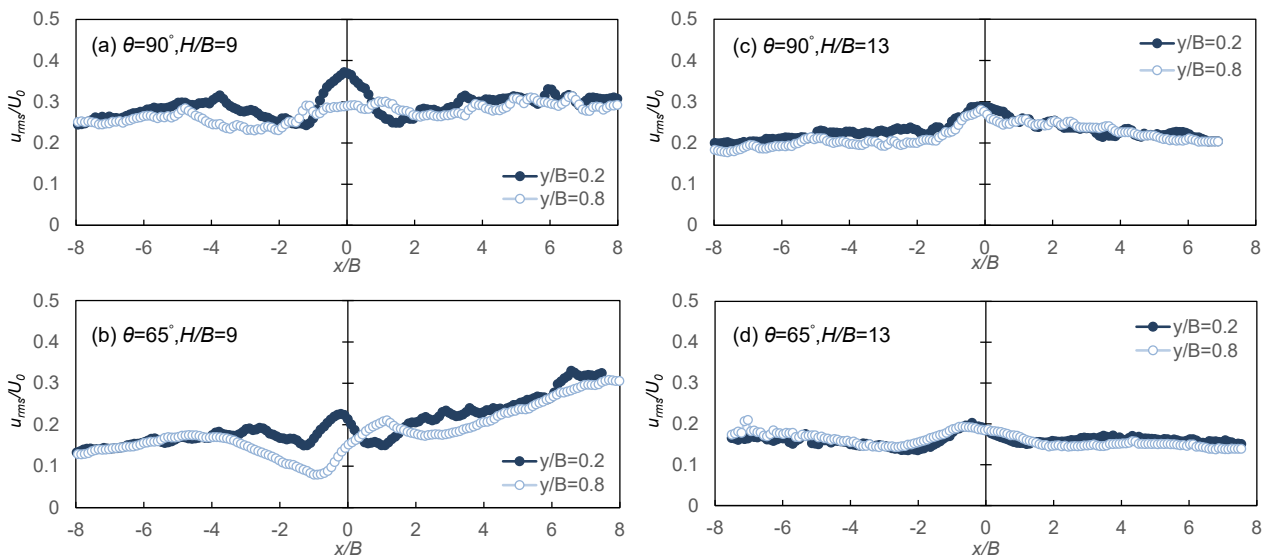 (a) θ=90°,H/B=9
u_rms/U_0
0.5
0.4
0.3
0.2
0.1
0
-8 -6 -4 -2 0 2 4 6 8
x/B
y/B=0.2
y/B=0.8
(c) θ=90°,H/B=13
u_rms/U_0
0.5
0.4
0.3
0.2
0.1
0
-8 -6 -4 -2 0 2 4 6 8
x/B
y/B=0.2
y/B=0.8
(b) θ=65°,H/B=9
u_rms/U_0
0.5
0.4
0.3
0.2
0.1
0
-8 -6 -4 -2 0 2 4 6 8
x/B
y/B=0.2
y/B=0.8
(d) θ=65°,H/B=13
u_rms/U_0
0.5
0.4
0.3
0.2
0.1
0
-8 -6 -4 -2 0 2 4 6 8
x/B
y/B=0.2
y/B=0.8